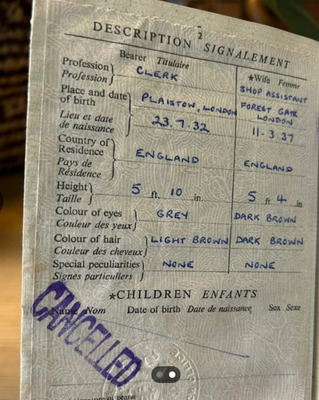 2
DESCRIPTION SIGNALEMENT
Bearer Titulaire ★Wife Femme
Profession Profession CLERK SHOP ASSISTANT
Place and date of birth PLAISTOW, LONDON FOREST GATE LONDON
Lieu et date de naissance 23.7.32 11.3.37
Country of Residence ENGLAND ENGLAND
Pays de Résidence
Height 5 ft. 10 in. 5 ft. 4 in.
Taille
Colour of eyes GREY DARK BROWN
Couleur des yeux
Colour of hair LIGHT BROWN DARK BROWN
Couleur des cheveux
Special peculiarities NONE NONE
Signes particuliers
★CHILDREN ENFANTS
Name Nom Date of birth Date de naissance Sex Sexe
CANCELLED